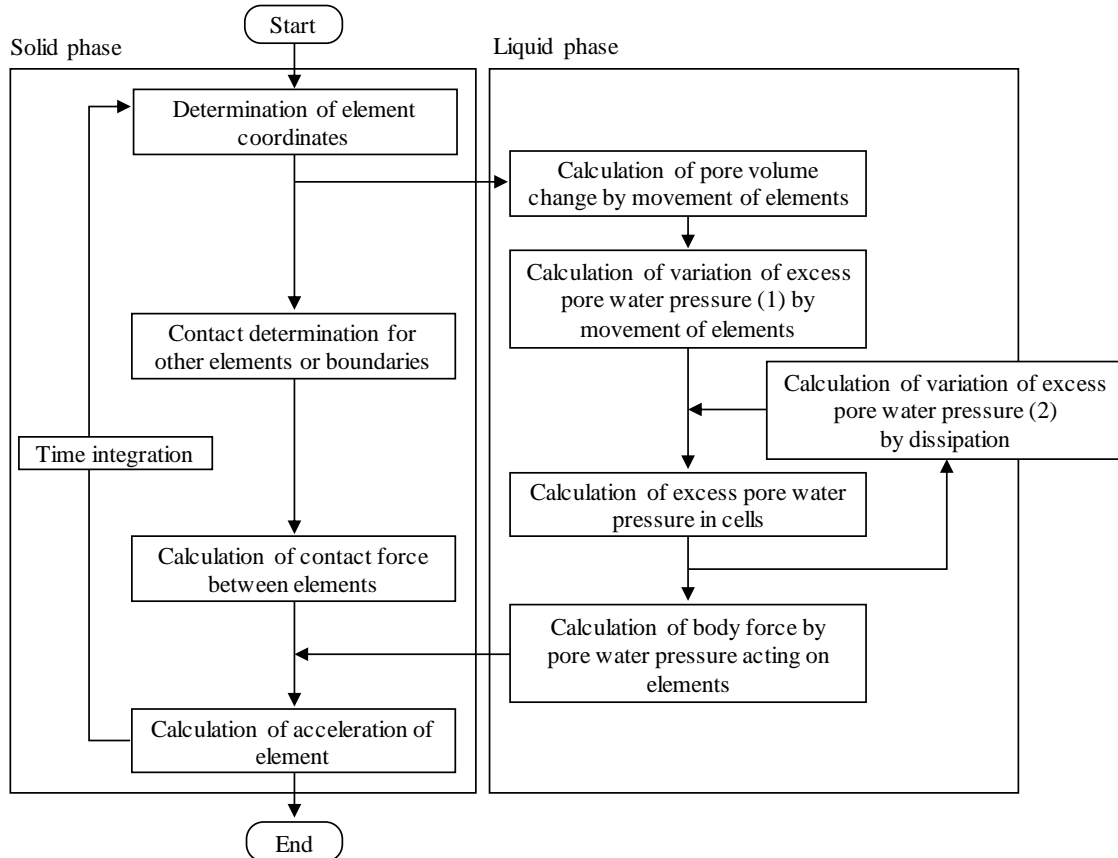 Start
Solid phase
Liquid phase
Determination of element
coordinates
Calculation of pore volume
change by movement of elements
Calculation of variation of excess
pore water pressure (1) by
movement of elements
Contact determination for
other elements or boundaries
Calculation of variation of excess
pore water pressure (2)
by dissipation
Time integration
Calculation of excess pore water
pressure in cells
Calculation of contact force
between elements
Calculation of body force by
pore water pressure acting on
elements
Calculation of acceleration of
element
End